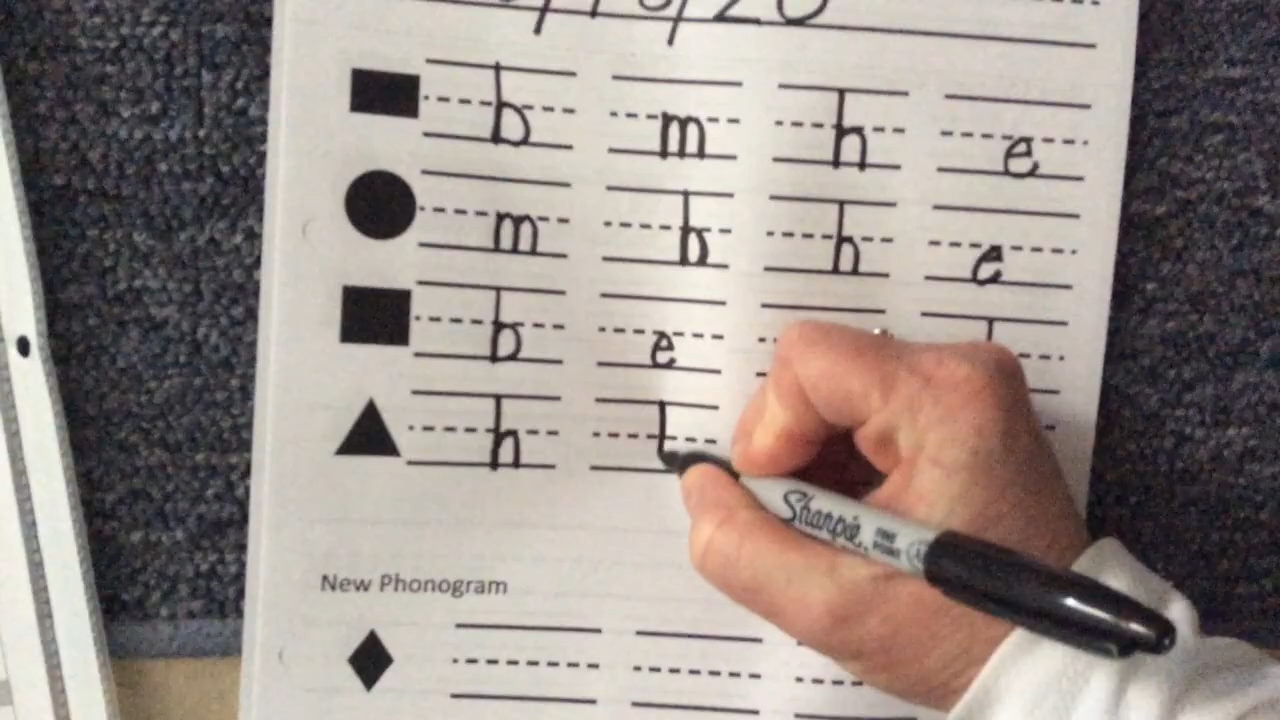 b m h e
m b h e
b e
h
Sharpie
FINE POINT
New Phonogram